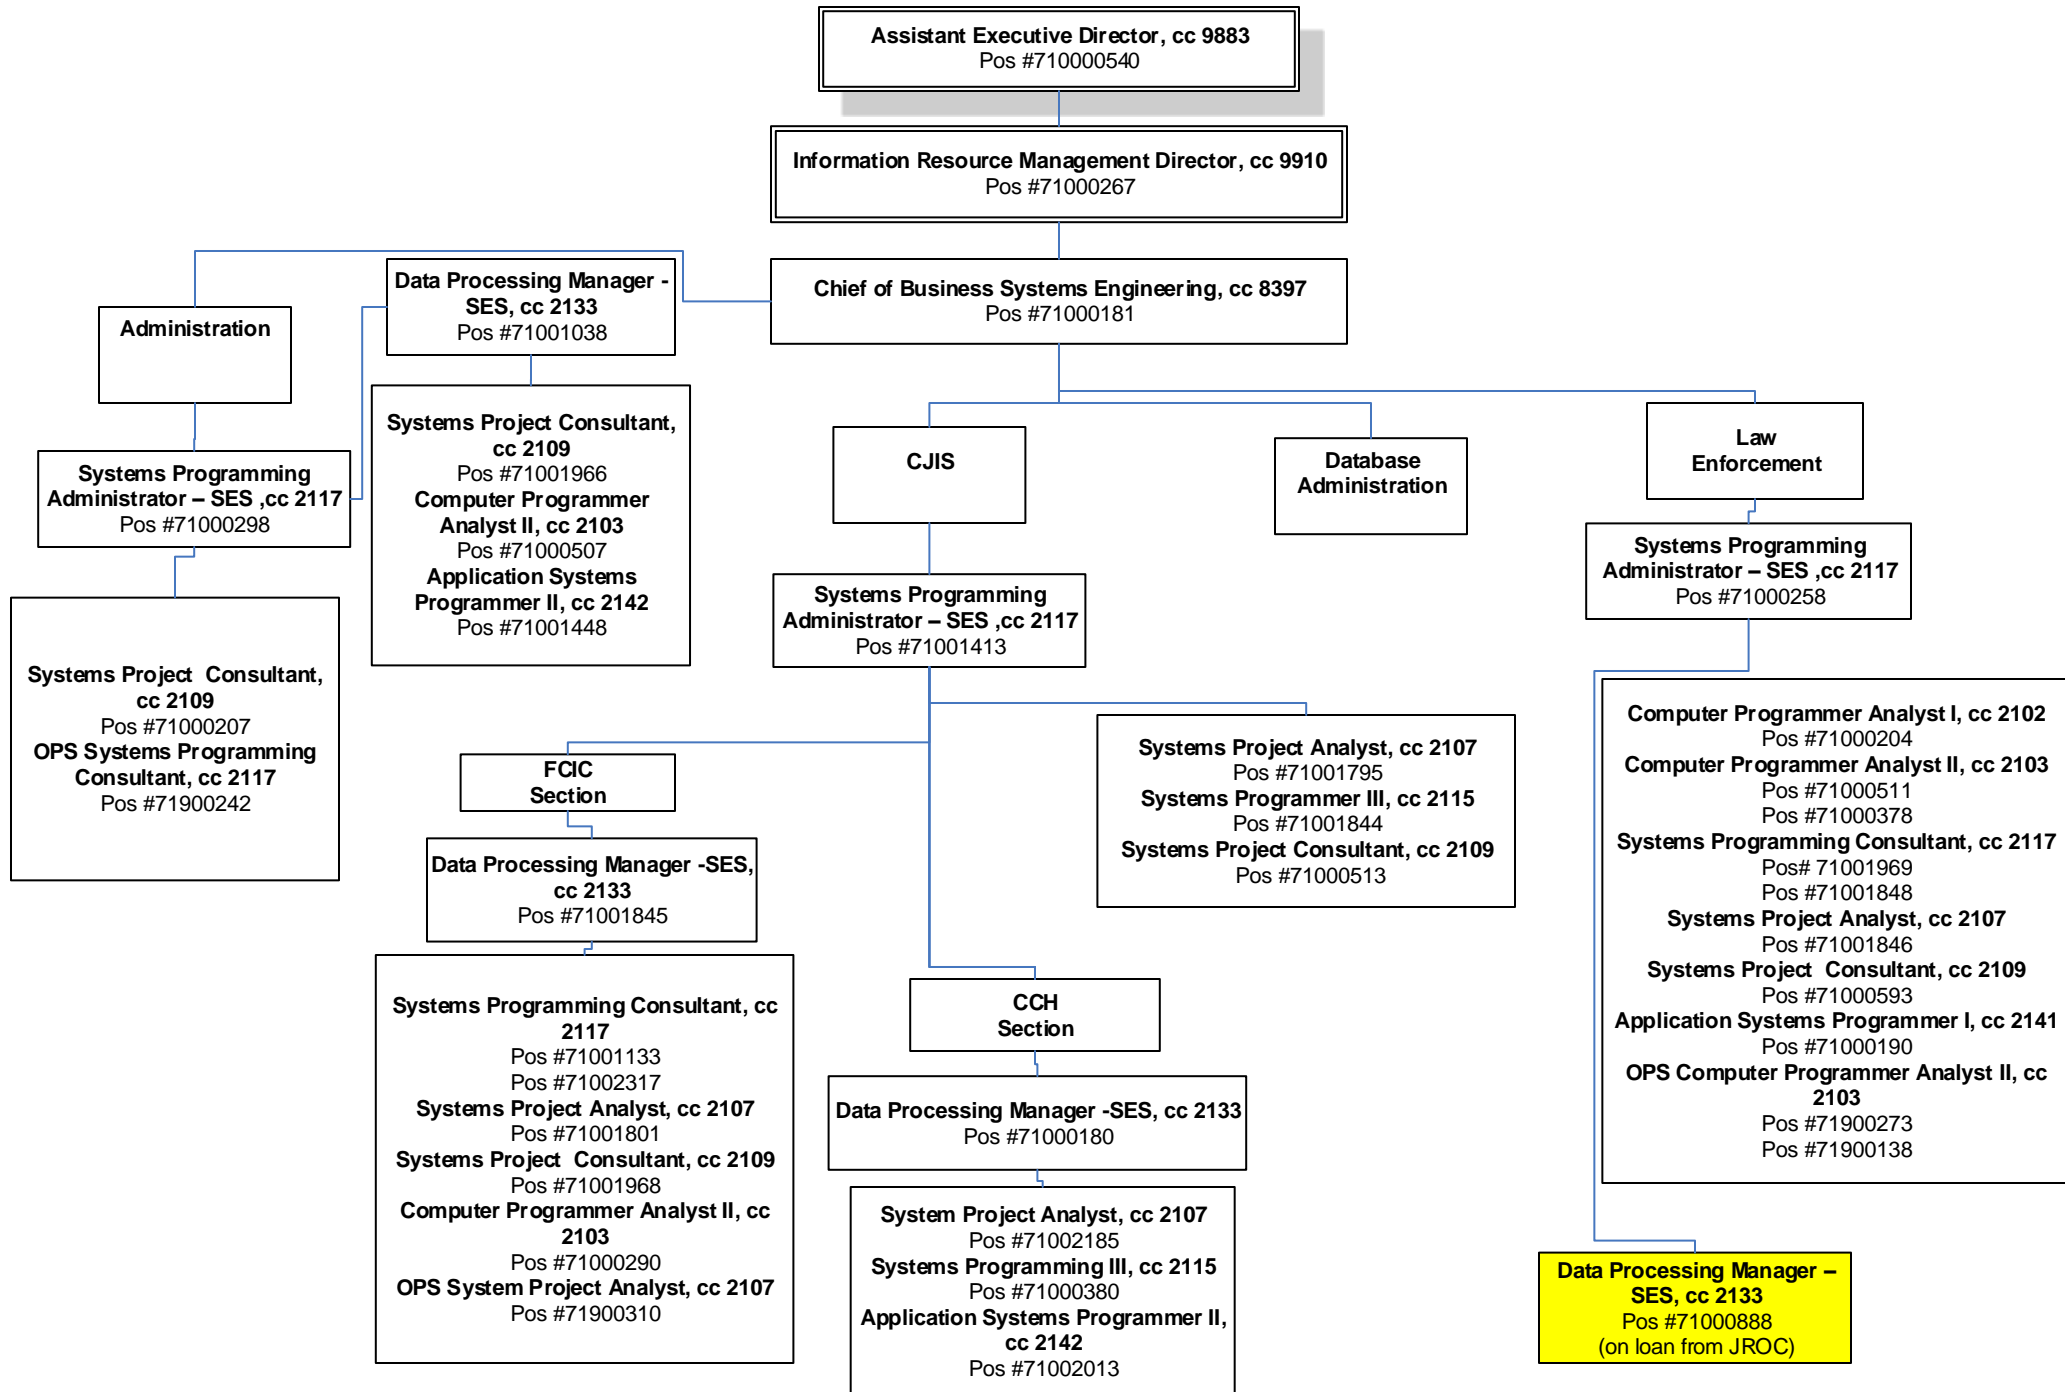 Assistant Executive Director, cc 9883
Pos #710000540
Information Resource Management Director, cc 9910
Pos #71000267
Chief of Business Systems Engineering, cc 8397
Pos #71000181
Administration
Data Processing Manager -
SES, cc 2133
Pos #71001038
Systems Programming
Administrator – SES ,cc 2117
Pos #71000298
Systems Project Consultant,
cc 2109
Pos #71001966
Computer Programmer
Analyst II, cc 2103
Pos #71000507
Application Systems
Programmer II, cc 2142
Pos #71001448
Systems Project  Consultant,
cc 2109
Pos #71000207
OPS Systems Programming
Consultant, cc 2117
Pos #71900242
CJIS
Database
Administration
Law
Enforcement
Systems Programming
Administrator – SES ,cc 2117
Pos #71001413
Systems Programming
Administrator – SES ,cc 2117
Pos #71000258
FCIC
Section
Data Processing Manager -SES,
cc 2133
Pos #71001845
Systems Programming Consultant, cc
2117
Pos #71001133
Pos #71002317
Systems Project Analyst, cc 2107
Pos #71001801
Systems Project  Consultant, cc 2109
Pos #71001968
Computer Programmer Analyst II, cc
2103
Pos #71000290
OPS System Project Analyst, cc 2107
Pos #71900310
Systems Project Analyst, cc 2107
Pos #71001795
Systems Programmer III, cc 2115
Pos #71001844
Systems Project Consultant, cc 2109
Pos #71000513
CCH
Section
Data Processing Manager -SES, cc 2133
Pos #71000180
System Project Analyst, cc 2107
Pos #71002185
Systems Programming III, cc 2115
Pos #71000380
Application Systems Programmer II,
cc 2142
Pos #71002013
Computer Programmer Analyst I, cc 2102
Pos #71000204
Computer Programmer Analyst II, cc 2103
Pos #71000511
Pos #71000378
Systems Programming Consultant, cc 2117
Pos# 71001969
Pos #71001848
Systems Project Analyst, cc 2107
Pos #71001846
Systems Project  Consultant, cc 2109
Pos #71000593
Application Systems Programmer I, cc 2141
Pos #71000190
OPS Computer Programmer Analyst II, cc
2103
Pos #71900273
Pos #71900138
Data Processing Manager –
SES, cc 2133
Pos #71000888
(on loan from JROC)